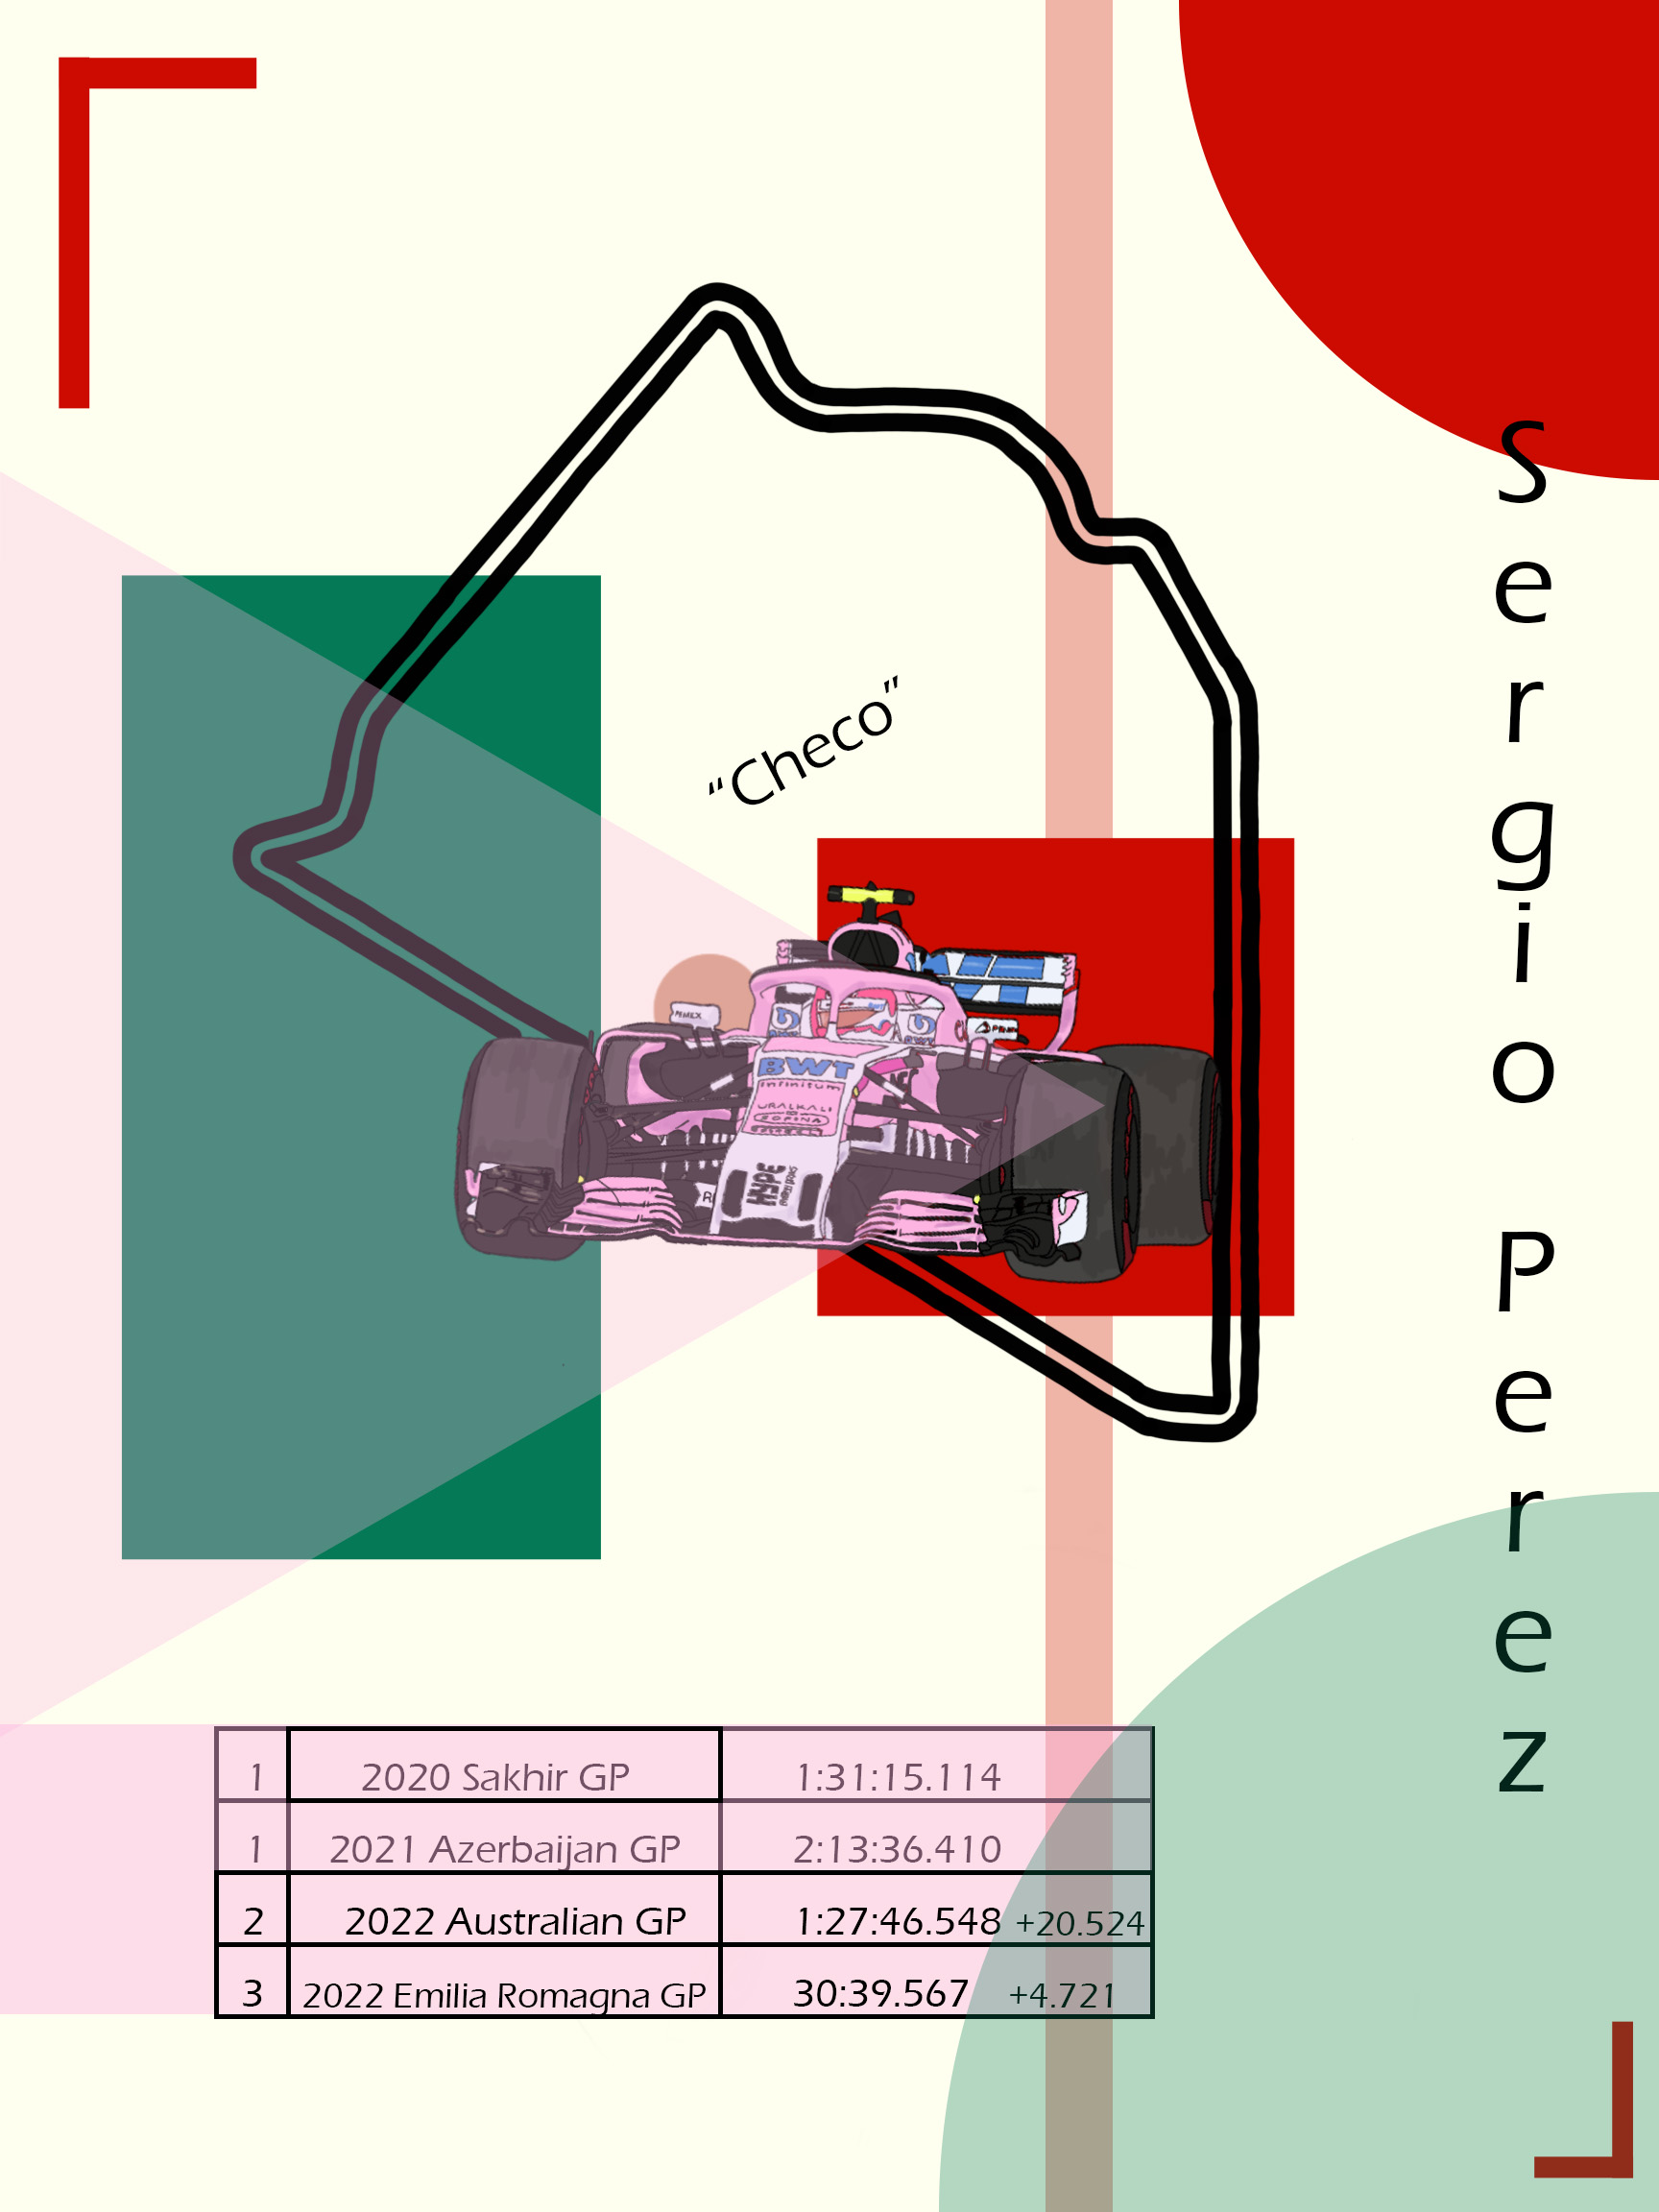 Sergio Perez
“Checo”
PEMEX
BWT
infinitum
URALKALI
HYPE
1 2020 Sakhir GP 1:31:15.114
1 2021 Azerbaijan GP 2:13:36.410
2 2022 Australian GP 1:27:46.548 +20.524
3 2022 Emilia Romagna GP 30:39.567 +4.721